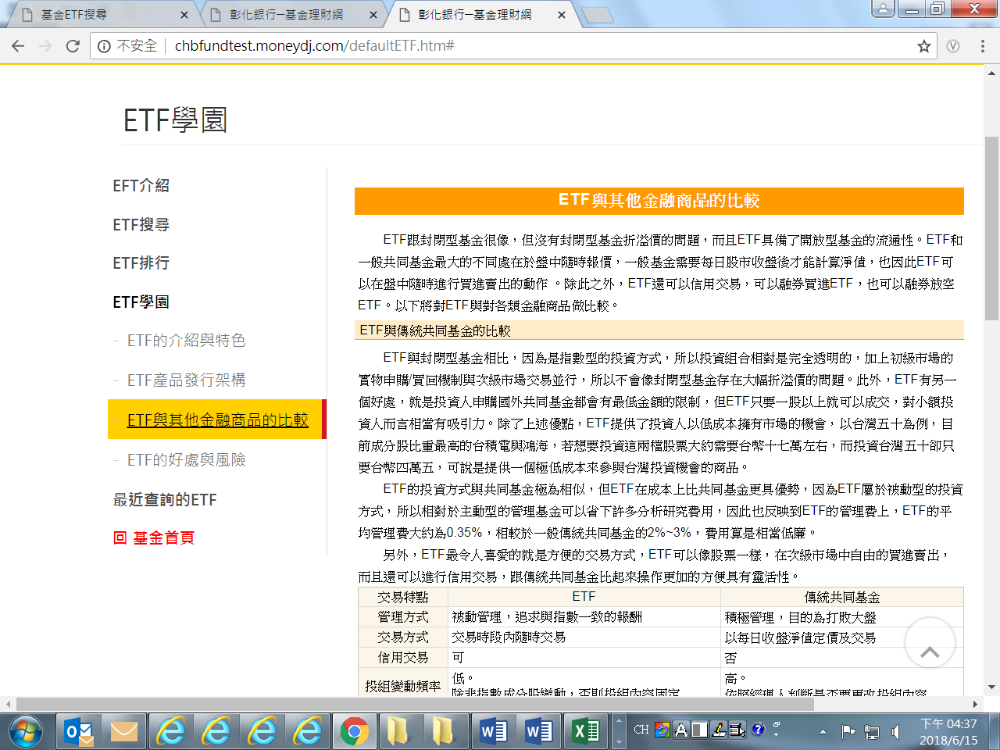 基金ETF搜尋
彰化銀行─基金理財網
彰化銀行─基金理財網
不安全
chbfundtest.moneydj.com/defaultETF.htm#
ETF學園
EFT介紹
ETF搜尋
ETF排行
ETF學園
- ETF的介紹與特色
- ETF產品發行架構
- ETF與其他金融商品的比較
- ETF的好處與風險
最近查詢的ETF
回 基金首頁
ETF與其他金融商品的比較
ETF跟封閉型基金很像，但沒有封閉型基金折溢價的問題，而且ETF具備了開放型基金的流通性。ETF和
一般共同基金最大的不同處在於盤中隨時報價，一般基金需要每日股市收盤後才能計算淨值，也因此ETF可
以在盤中隨時進行買進賣出的動作 。除此之外，ETF還可以信用交易，可以融券買進ETF，也可以融券放空
ETF。以下將對ETF與對各類金融商品做比較。
ETF與傳統共同基金的比較
ETF與封閉型基金相比，因為是指數型的投資方式，所以投資組合相對是完全透明的，加上初級市場的
實物申購/買回機制與次級市場交易並行，所以不會像封閉型基金存在大幅折溢價的問題。此外，ETF有另一
個好處，就是投資人申購國外共同基金都會有最低金額的限制，但ETF只要一股以上就可以成交，對小額投
資人而言相當有吸引力。除了上述優點，ETF提供了投資人以低成本擁有市場的機會，以台灣五十為例，目
前成分股比重最高的台積電與鴻海，若想要投資這兩檔股票大約需要台幣十七萬左右，而投資台灣五十卻只
要台幣四萬五，可說是提供一個極低成本來參與台灣投資機會的商品。
ETF的投資方式與共同基金極為相似，但ETF在成本上比共同基金更具優勢，因為ETF屬於被動型的投資
方式，所以相對於主動型的管理基金可以省下許多分析研究費用，因此也反映到ETF的管理費上，ETF的平
均管理費大約為0.35%，相較於一般傳統共同基金的2%~3%，費用算是相當低廉。
另外，ETF最令人喜愛的就是方便的交易方式，ETF可以像股票一樣，在次級市場中自由的買進賣出，
而且還可以進行信用交易，跟傳統共同基金比起來操作更加的方便具有靈活性。
交易特點 ETF 傳統共同基金
管理方式 被動管理，追求與指數一致的報酬 積極管理，目的為打敗大盤
交易方式 交易時段內隨時交易 以每日收盤淨值定價及交易
信用交易 可 否
投組變動頻率 低。 高。
除非指數成分股變動，否則投組內容固定 依照經理人判斷是否要更改投組內容
CH
下午 04:37
2018/6/15